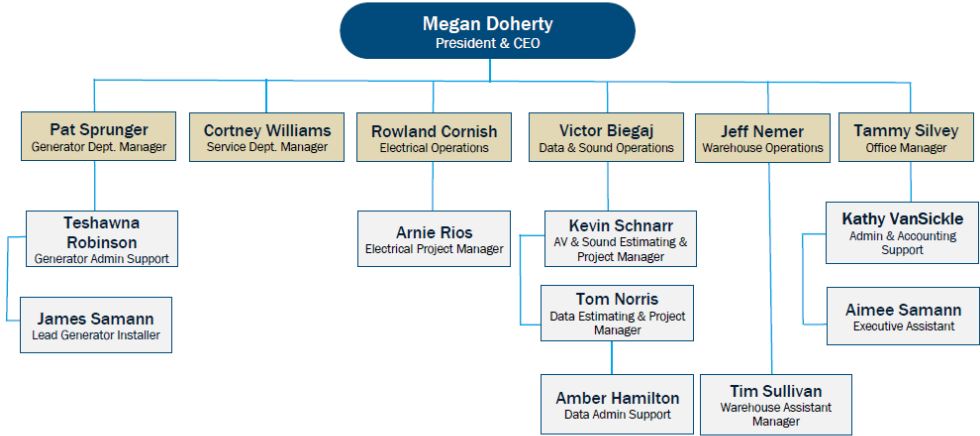 Megan Doherty
President & CEO
Pat Sprunger
Generator Dept. Manager
Cortney Williams
Service Dept. Manager
Rowland Cornish
Electrical Operations
Victor Biegaj
Data & Sound Operations
Jeff Nemer
Warehouse Operations
Tammy Silvey
Office Manager
Teshawna
Robinson
Generator Admin Support
Arnie Rios
Electrical Project Manager
Kevin Schnarr
AV & Sound Estimating &
Project Manager
Kathy VanSickle
Admin & Accounting
Support
James Samann
Lead Generator Installer
Tom Norris
Data Estimating & Project
Manager
Aimee Samann
Executive Assistant
Amber Hamilton
Data Admin Support
Tim Sullivan
Warehouse Assistant
Manager